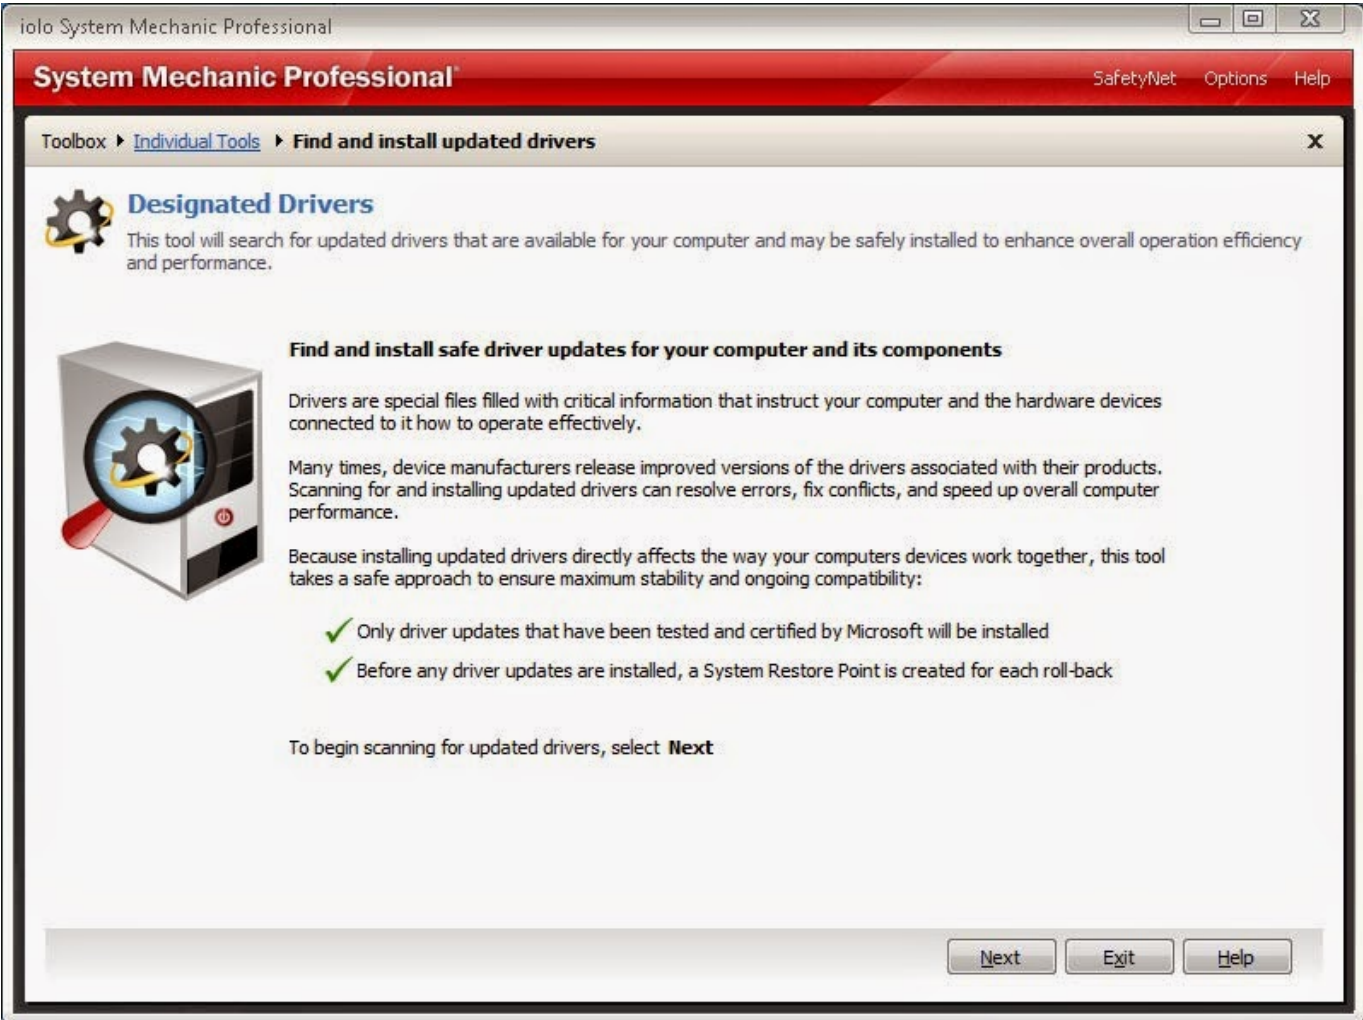 iolo System Mechanic Professional
System Mechanic Professional
SafetyNet Options Help
Toolbox Individual Tools Find and install updated drivers X
Designated Drivers
This tool will search for updated drivers that are available for your computer and may be safely installed to enhance overall operation efficiency
and performance.
Find and install safe driver updates for your computer and its components
Drivers are special files filled with critical information that instruct your computer and the hardware devices
connected to it how to operate effectively.
Many times, device manufacturers release improved versions of the drivers associated with their products.
Scanning for and installing updated drivers can resolve errors, fix conflicts, and speed up overall computer
performance.
Because installing updated drivers directly affects the way your computers devices work together, this tool
takes a safe approach to ensure maximum stability and ongoing compatibility:
Only driver updates that have been tested and certified by Microsoft will be installed
Before any driver updates are installed, a System Restore Point is created for each roll-back
To begin scanning for updated drivers, select Next
Next Exit Help